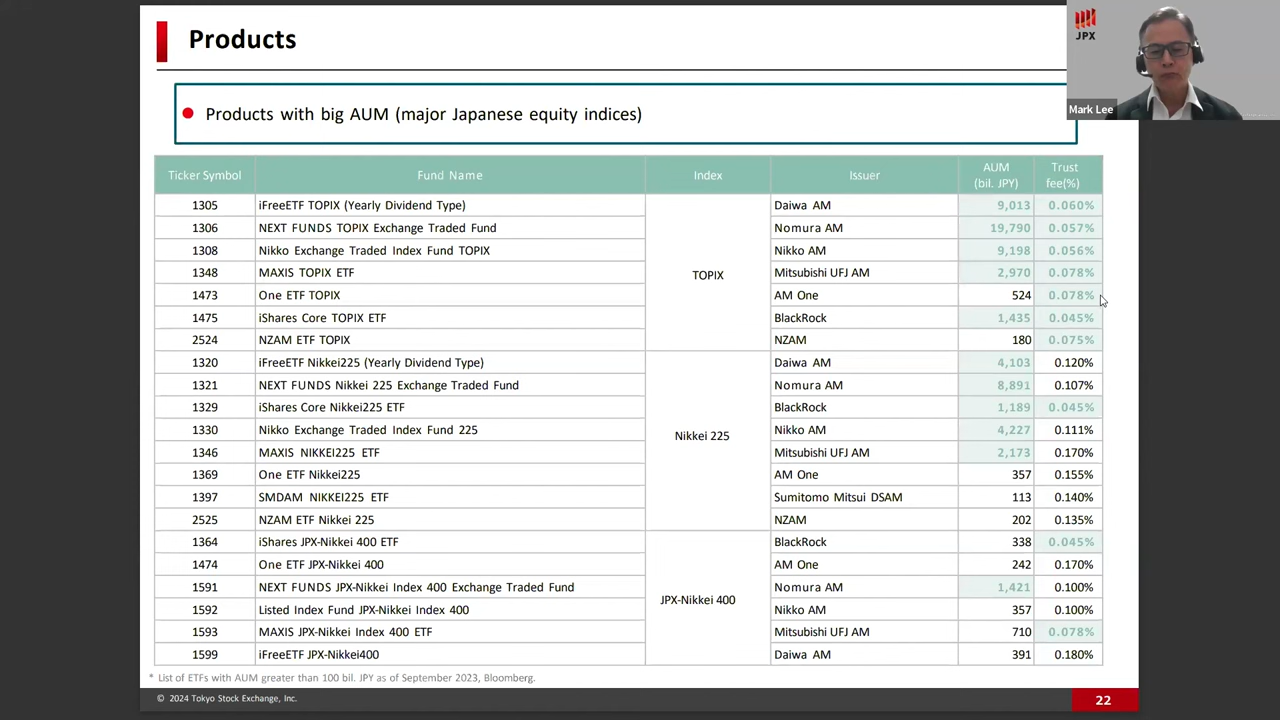 Products
JPX
Mark Lee
● Products with big AUM (major Japanese equity indices)
Ticker Symbol Fund Name Index Issuer AUM (bil. JPY) Trust fee(%)
1305 iFreeETF TOPIX (Yearly Dividend Type) Daiwa AM 9,013 0.060%
1306 NEXT FUNDS TOPIX Exchange Traded Fund Nomura AM 19,790 0.057%
1308 Nikko Exchange Traded Index Fund TOPIX Nikko AM 9,198 0.056%
1348 MAXIS TOPIX ETF TOPIX Mitsubishi UFJ AM 2,970 0.078%
1473 One ETF TOPIX AM One 524 0.078%
1475 iShares Core TOPIX ETF BlackRock 1,435 0.045%
2524 NZAM ETF TOPIX NZAM 180 0.075%
1320 iFreeETF Nikkei225 (Yearly Dividend Type) Daiwa AM 4,103 0.120%
1321 NEXT FUNDS Nikkei 225 Exchange Traded Fund Nomura AM 8,891 0.107%
1329 iShares Core Nikkei225 ETF BlackRock 1,189 0.045%
1330 Nikko Exchange Traded Index Fund 225 Nikkei 225 Nikko AM 4,227 0.111%
1346 MAXIS NIKKEI225 ETF Mitsubishi UFJ AM 2,173 0.170%
1369 One ETF Nikkei225 AM One 357 0.155%
1397 SMDAM NIKKEI225 ETF Sumitomo Mitsui DSAM 113 0.140%
2525 NZAM ETF Nikkei 225 NZAM 202 0.135%
1364 iShares JPX-Nikkei 400 ETF BlackRock 338 0.045%
1474 One ETF JPX-Nikkei 400 AM One 242 0.170%
1591 NEXT FUNDS JPX-Nikkei Index 400 Exchange Traded Fund JPX-Nikkei 400 Nomura AM 1,421 0.100%
1592 Listed Index Fund JPX-Nikkei Index 400 Nikko AM 357 0.100%
1593 MAXIS JPX-Nikkei Index 400 ETF Mitsubishi UFJ AM 710 0.078%
1599 iFreeETF JPX-Nikkei400 Daiwa AM 391 0.180%
* List of ETFs with AUM greater than 100 bil. JPY as of September 2023, Bloomberg.
© 2024 Tokyo Stock Exchange, Inc.
22